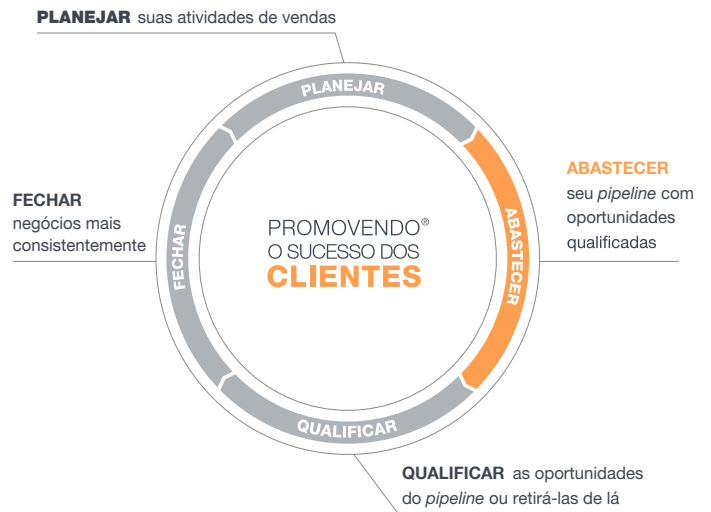 PLANEJAR suas atividades de vendas
PLANEJAR
ABASTECER
seu pipeline com
oportunidades
qualificadas
ABASTECER
FECHAR
negócios mais
consistentemente
FECHAR
PROMOVENDO®
O SUCESSO DOS
CLIENTES
QUALIFICAR
QUALIFICAR as oportunidades
do pipeline ou retirá-las de lá